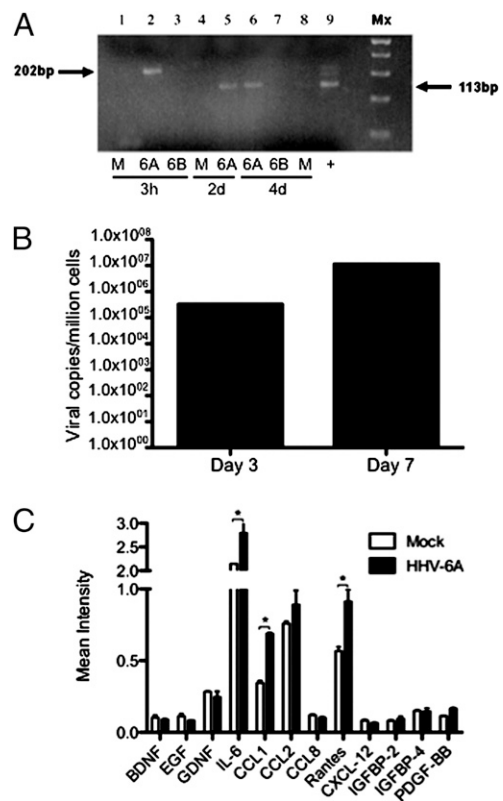 A
1 2 3 4 5 6 7 8 9 Mx
202bp
113bp
M 6A 6B M 6A 6A 6B M +
3h 2d 4d
B
Viral copies/million cells
1.0x10⁰⁸
1.0x10⁰⁷
1.0x10⁰⁶
1.0x10⁰⁵
1.0x10⁰⁴
1.0x10⁰³
1.0x10⁰²
1.0x10⁰¹
1.0x10⁰⁰
Day 3 Day 7
C
Mean Intensity
3.0
2.5
2.0
1.0
0.5
0.0
* * *
Mock
HHV-6A
BDNF
EGF
GDNF
IL-6
CCL1
CCL2
CCL8
Rantes
CXCL-12
IGFBP-2
IGFBP-4
PDGF-BB